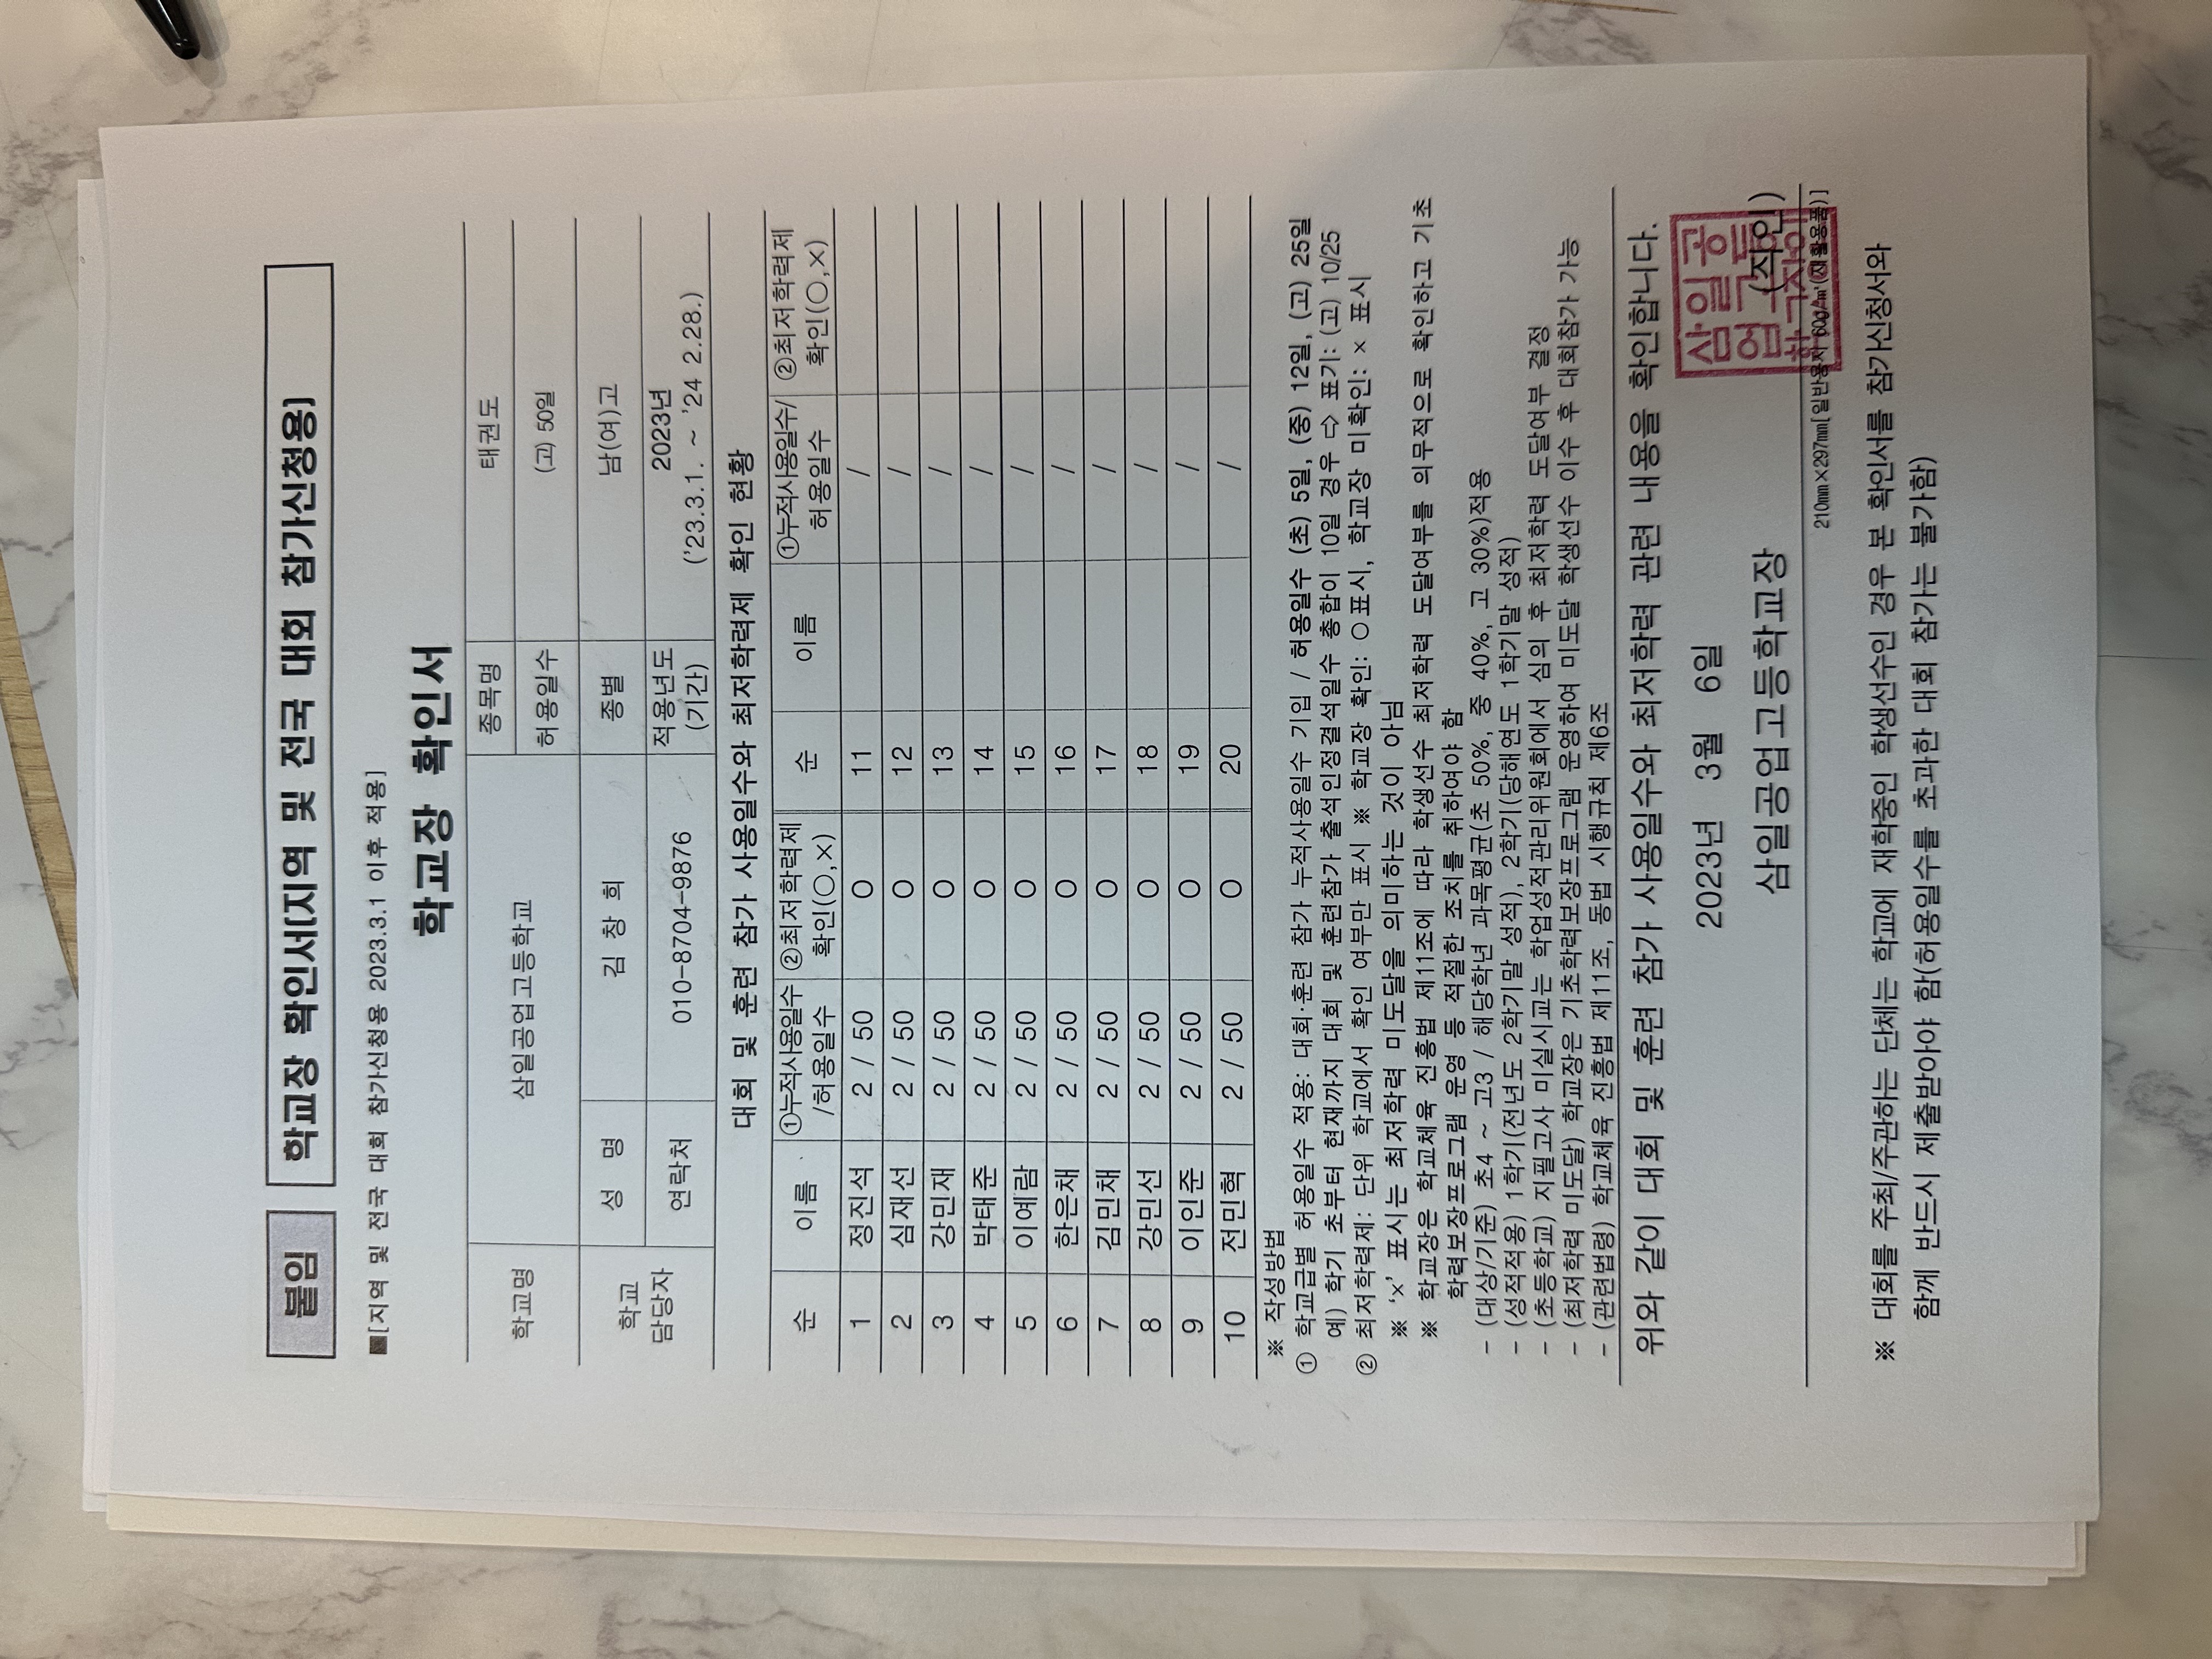 붙임 학교장 확인서(지역 및 전국 대회 참가신청용)
■[지역 및 전국 대회 참가신청용 2023.3.1 이후 적용]
학교장 확인서
학교명 삼일공업고등학교 종목명 태권도
허용일수 (고) 50일
학교 담당자 성 명 김 창 희 종별 남(여)고
연락처 010-8704-9876 적용년도 (기간) 2023년 ('23.3.1. ~ '24 2.28.)
대회 및 훈련 참가 사용일수와 최저학력제 확인 현황
순 이름 ①누적사용일수/허용일수 ②최저학력제 확인(○,×) 순 이름 ①누적사용일수/허용일수 ②최저학력제 확인(○,×)
1 정진석 2 / 50 O 11 /
2 심재선 2 / 50 O 12 /
3 강민재 2 / 50 O 13 /
4 박태준 2 / 50 O 14 /
5 이예람 2 / 50 O 15 /
6 한은채 2 / 50 O 16 /
7 김민채 2 / 50 O 17 /
8 강민선 2 / 50 O 18 /
9 이인준 2 / 50 O 19 /
10 전민혁 2 / 50 O 20 /
※ 작성방법
① 학교급별 허용일수 적용: 대회·훈련 참가 누적사용일수 기입 / 허용일수 (초) 5일, (중) 12일, (고) 25일
예) 학기 초부터 현재까지 대회 및 훈련참가 출석인정결석일수 총합이 10일 경우 ⇨ 표기: (고) 10/25
② 최저학력제: 단위 학교에서 확인 여부만 표시 ※ 학교장 확인: ○표시, 학교장 미확인: × 표시
※ '×' 표시는 최저학력 미도달을 의미하는 것이 아님
※ 학교장은 학교체육 진흥법 제11조에 따라 학생선수 최저학력 도달여부를 의무적으로 확인하고 기초
학력보장프로그램 운영 등 적절한 조치를 취하여야 함
- (대상/기준) 초4 ~ 고3 / 해당학년 과목평균(초 50%, 중 40%, 고 30%)적용
- (성적적용) 1학기(전년도 2학기말 성적), 2학기(당해연도 1학기말 성적)
- (초등학교) 지필고사 미실시교는 학업성적관리위원회에서 심의 후 최저학력 도달여부 결정
- (최저학력 미도달) 학교장은 기초학력보장프로그램 운영하여 미도달 학생선수 이수 후 대회참가 가능
- (관련법령) 학교체육 진흥법 제11조, 동법 시행규칙 제6조
위와 같이 대회 및 훈련 참가 사용일수와 최저학력 관련 내용을 확인합니다.
2023년 3월 6일
삼일공업고등학교장 (직인)
삼일공
업고등
학교장인
210㎜×297㎜[일반용지 60g/㎡(재활용품)]
※ 대회를 주최/주관하는 단체는 학교에 재학중인 학생선수인 경우 본 확인서를 참가신청서와
함께 반드시 제출받아야 함(허용일수를 초과한 대회 참가는 불가함)